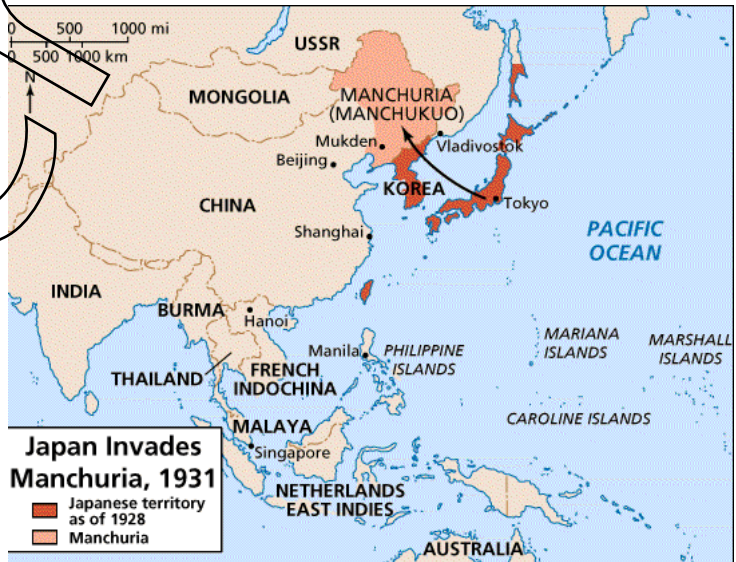 0 500 1000 mi
0 500 1000 km
N
USSR
MONGOLIA
MANCHURIA
(MANCHUKUO)
Mukden
Vladivostok
Beijing
KOREA
Tokyo
CHINA
Shanghai
PACIFIC
OCEAN
INDIA
BURMA
Hanoi
Manila
PHILIPPINE
ISLANDS
MARIANA
ISLANDS
MARSHALL
ISLANDS
THAILAND
FRENCH
INDOCHINA
CAROLINE ISLANDS
MALAYA
Singapore
NETHERLANDS
EAST INDIES
AUSTRALIA
Japan Invades
Manchuria, 1931
Japanese territory
as of 1928
Manchuria